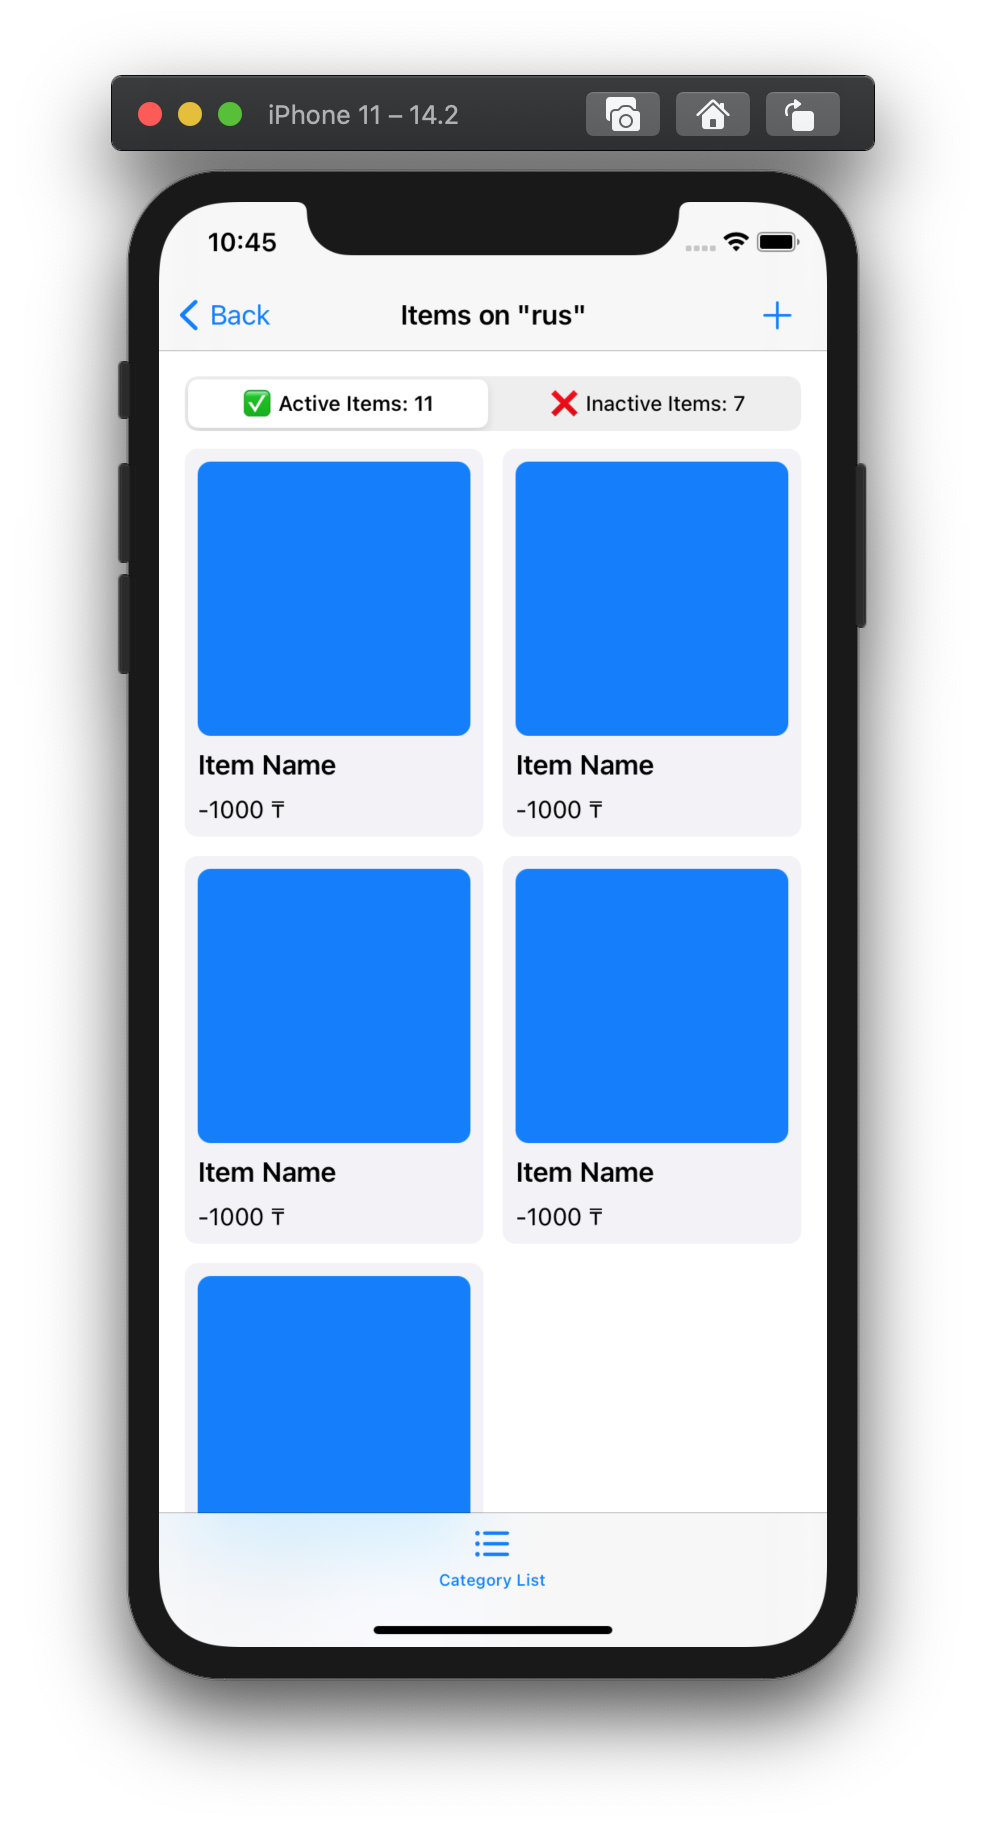 iPhone 11 – 14.2
10:45
Back
Items on "rus"
✅ Active Items: 11
❌ Inactive Items: 7
Item Name
-1000 ₸
Item Name
-1000 ₸
Item Name
-1000 ₸
Item Name
-1000 ₸
Category List